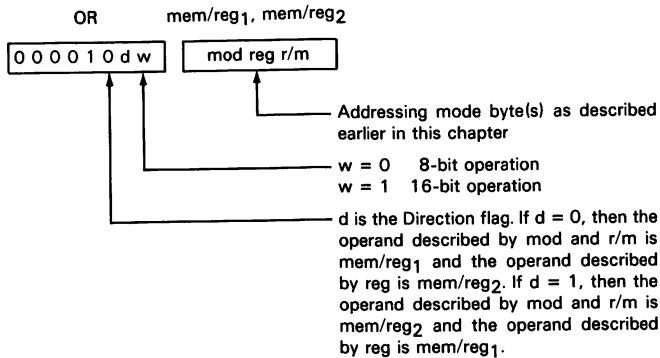 OR mem/reg1, mem/reg2
0 0 0 0 1 0 d w mod reg r/m
Addressing mode byte(s) as described
earlier in this chapter
w = 0 8-bit operation
w = 1 16-bit operation
d is the Direction flag. If d = 0, then the
operand described by mod and r/m is
mem/reg1 and the operand described
by reg is mem/reg2. If d = 1, then the
operand described by mod and r/m is
mem/reg2 and the operand described
by reg is mem/reg1.